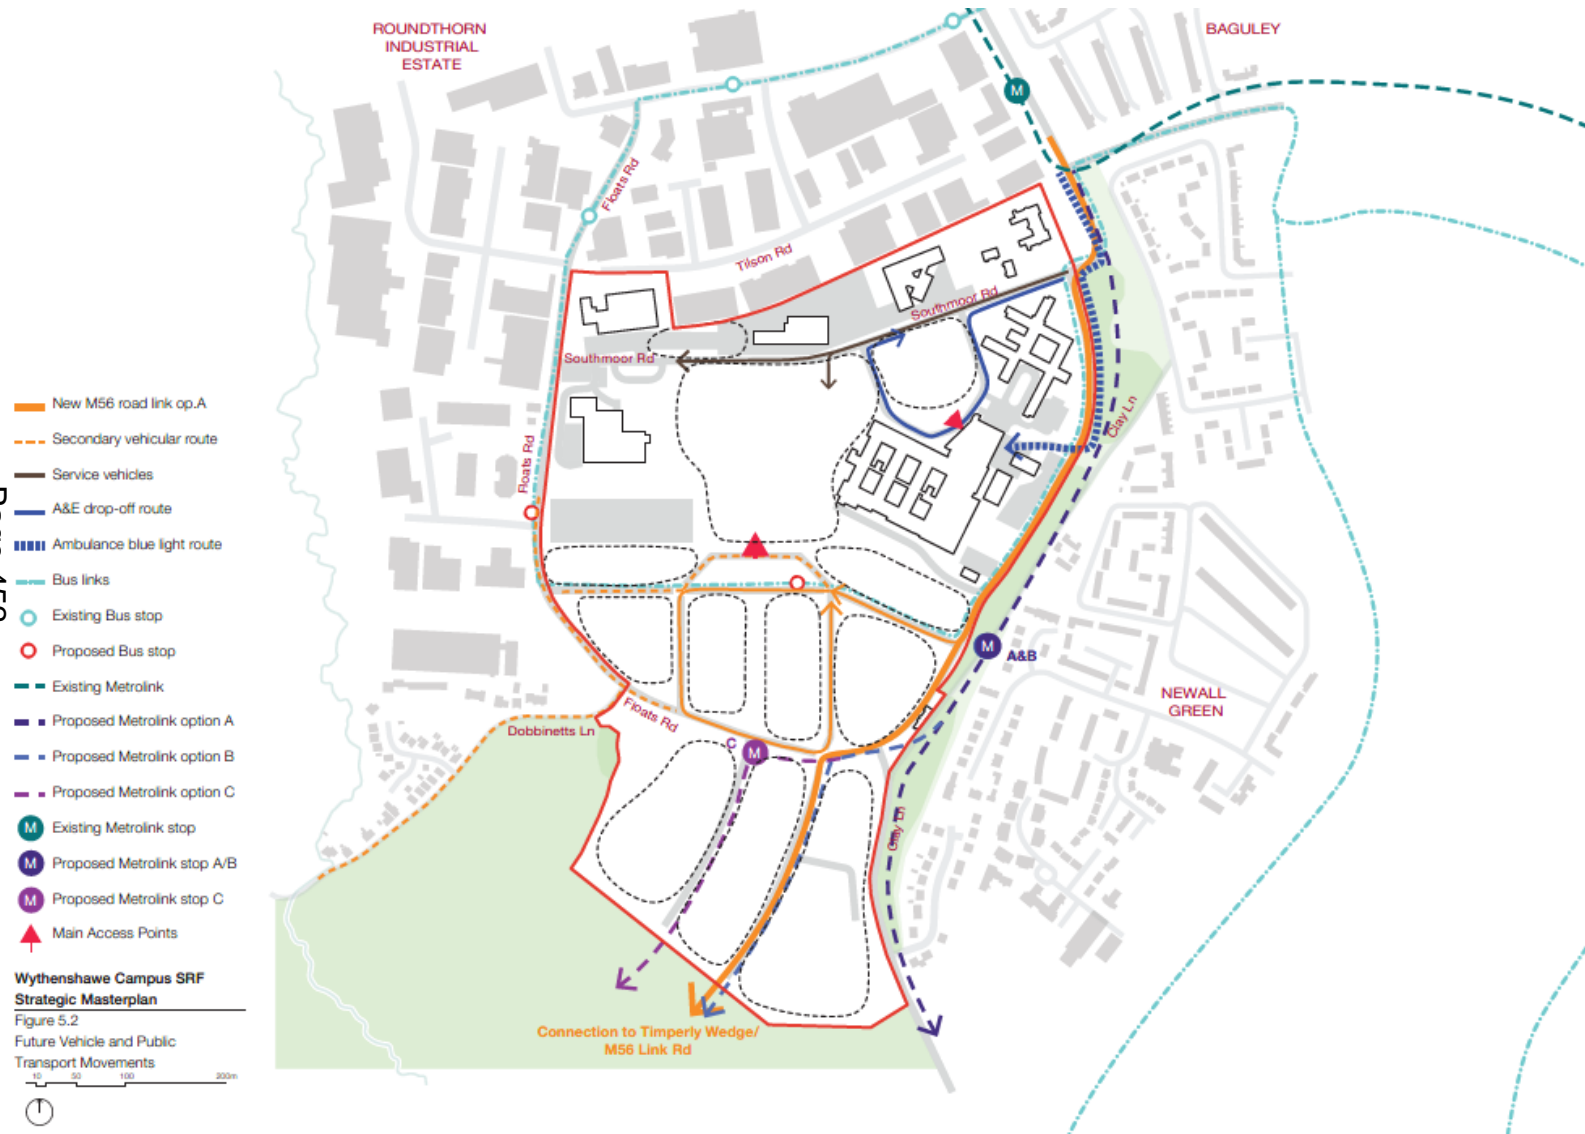 ROUNDTHORN
INDUSTRIAL
ESTATE
BAGULEY
M
Floats Rd
Tilson Rd
Southmoor Rd
Southmoor Rd
Clay Ln
Floats Rd
New M56 road link op.A
Secondary vehicular route
Service vehicles
A&E drop-off route
Ambulance blue light route
Bus links
Existing Bus stop
Proposed Bus stop
Existing Metrolink
Proposed Metrolink option A
Proposed Metrolink option B
Proposed Metrolink option C
M Existing Metrolink stop
M Proposed Metrolink stop A/B
M Proposed Metrolink stop C
Main Access Points
M A&B
NEWALL
GREEN
Floats Rd
Dobbinetts Ln
C M
Clay Ln
Connection to Timperly Wedge/
M56 Link Rd
Wythenshawe Campus SRF
Strategic Masterplan
Figure 5.2
Future Vehicle and Public
Transport Movements
10 50 100 200m